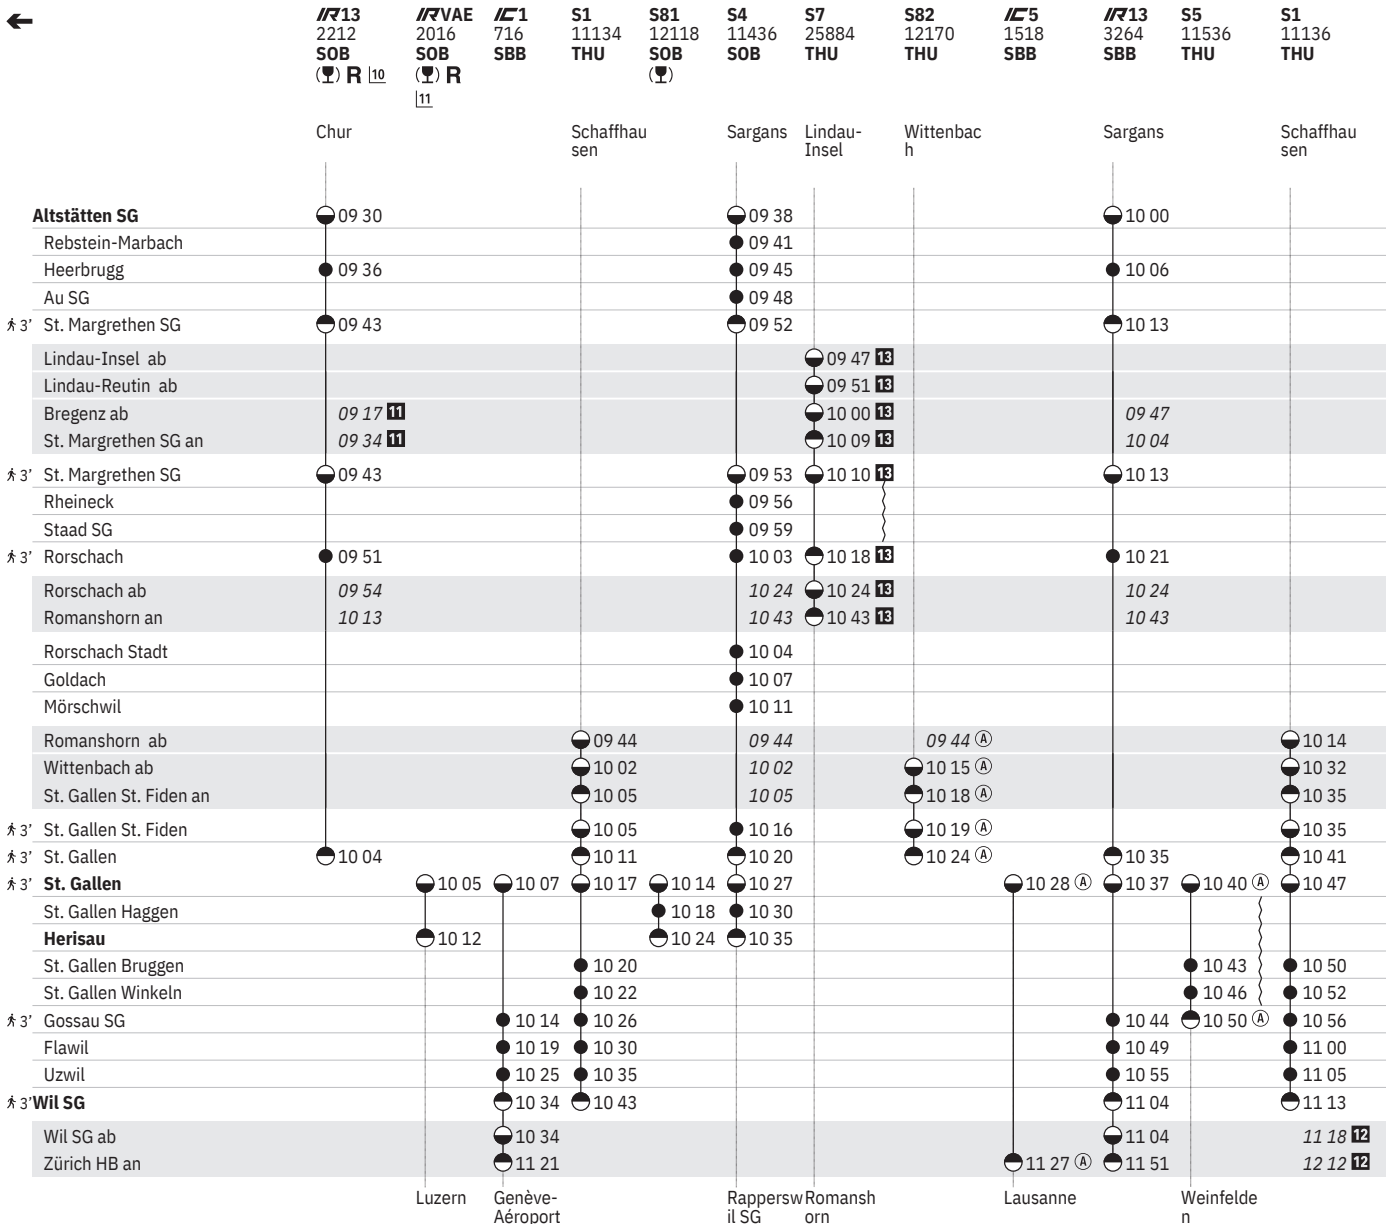 IR13 IRVAE IC1 S1 S81 S4 S7 S82 IC5 IR13 S5 S1
2212 2016 716 11134 12118 11436 25884 12170 1518 3264 11536 11136
SOB SOB SBB THU SOB SOB THU THU SBB SBB THU THU
R 10 R
11
Chur Schaffhau Sargans Lindau- Wittenbac Sargans Schaffhau
sen Insel h sen
Altstätten SG 09 30 09 38 10 00
Rebstein-Marbach 09 41
Heerbrugg 09 36 09 45 10 06
Au SG 09 48
3' St. Margrethen SG 09 43 09 52 10 13
Lindau-Insel ab 09 47 13
Lindau-Reutin ab 09 51 13
Bregenz ab 09 17 11 10 00 13 09 47
St. Margrethen SG an 09 34 11 10 09 13 10 04
3' St. Margrethen SG 09 43 09 53 10 10 13 10 13
Rheineck 09 56
Staad SG 09 59
3' Rorschach 09 51 10 03 10 18 13 10 21
Rorschach ab 09 54 10 24 10 24 13 10 24
Romanshorn an 10 13 10 43 10 43 13 10 43
Rorschach Stadt 10 04
Goldach 10 07
Mörschwil 10 11
Romanshorn ab 09 44 09 44 09 44 A 10 14
Wittenbach ab 10 02 10 02 10 15 A 10 32
St. Gallen St. Fiden an 10 05 10 05 10 18 A 10 35
3' St. Gallen St. Fiden 10 05 10 16 10 19 A 10 35
3' St. Gallen 10 04 10 11 10 20 10 24 A 10 35 10 41
3' St. Gallen 10 05 10 07 10 17 10 14 10 27 10 28 A 10 37 10 40 A 10 47
St. Gallen Haggen 10 18 10 30
Herisau 10 12 10 24 10 35
St. Gallen Bruggen 10 20 10 43 10 50
St. Gallen Winkeln 10 22 10 46 10 52
3' Gossau SG 10 14 10 26 10 44 10 50 A 10 56
Flawil 10 19 10 30 10 49 11 00
Uzwil 10 25 10 35 10 55 11 05
3' Wil SG 10 34 10 43 11 04 11 13
Wil SG ab 10 34 11 04 11 18 12
Zürich HB an 11 21 11 27 A 11 51 12 12 12
Luzern Genève- Rappersw Romansh Lausanne Weinfelde
Aéroport il SG orn n